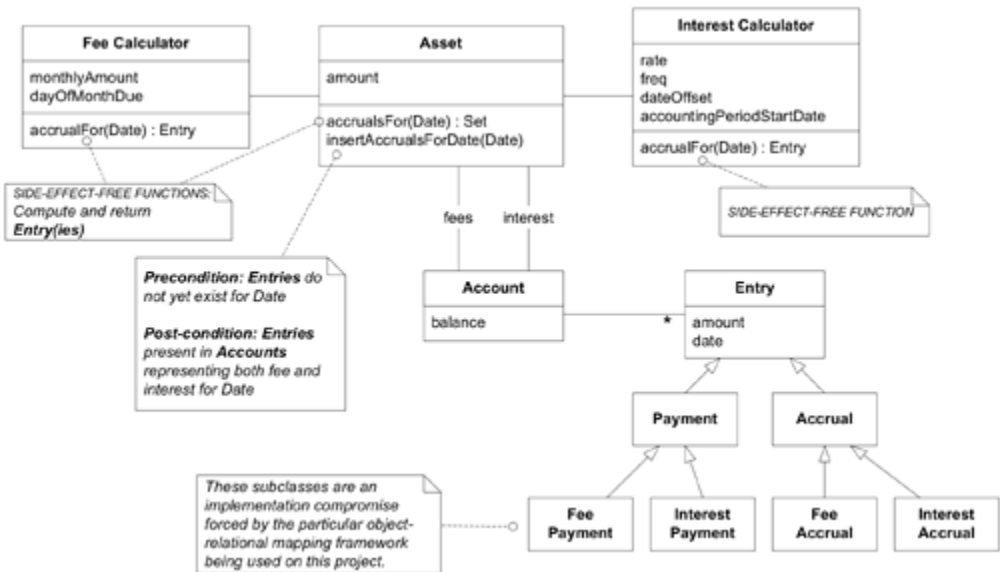 Fee Calculator
monthlyAmount
dayOfMonthDue
accrualFor(Date) : Entry
Asset
amount
accrualsFor(Date) : Set
insertAccrualsForDate(Date)
Interest Calculator
rate
freq
dateOffset
accountingPeriodStartDate
accrualFor(Date) : Entry
SIDE-EFFECT-FREE FUNCTIONS:
Compute and return
Entry(ies)
SIDE-EFFECT-FREE FUNCTION
fees
interest
Precondition: Entries do
not yet exist for Date
Post-condition: Entries
present in Accounts
representing both fee and
interest for Date
Account
balance
*
Entry
amount
date
Payment
Accrual
These subclasses are an
implementation compromise
forced by the particular object-
relational mapping framework
being used on this project.
Fee
Payment
Interest
Payment
Fee
Accrual
Interest
Accrual